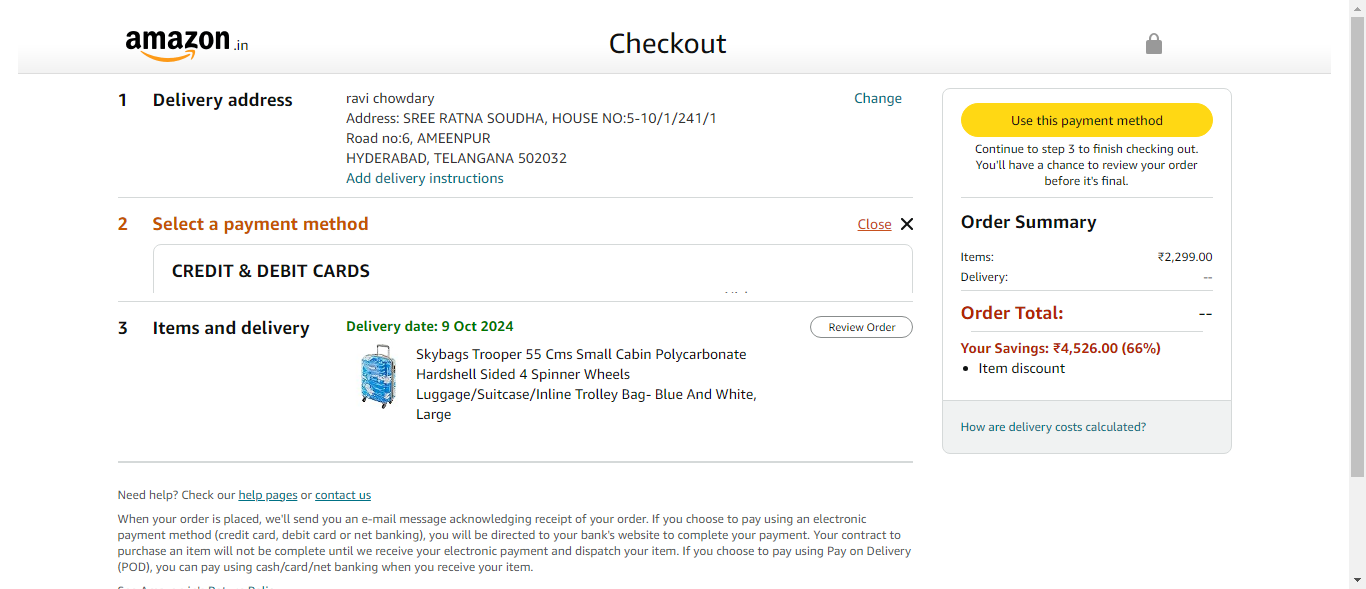 amazon.in
Checkout
1 Delivery address
ravi chowdary
Address: SREE RATNA SOUDHA, HOUSE NO:5-10/1/241/1
Road no:6, AMEENPUR
HYDERABAD, TELANGANA 502032
Add delivery instructions
Change
2 Select a payment method
Close
CREDIT & DEBIT CARDS
3 Items and delivery
Delivery date: 9 Oct 2024
Review Order
Skybags Trooper 55 Cms Small Cabin Polycarbonate
Hardshell Sided 4 Spinner Wheels
Luggage/Suitcase/Inline Trolley Bag- Blue And White,
Large
Use this payment method
Continue to step 3 to finish checking out.
You'll have a chance to review your order
before it's final.
Order Summary
Items: ₹2,299.00
Delivery: --
Order Total: --
Your Savings: ₹4,526.00 (66%)
• Item discount
How are delivery costs calculated?
Need help? Check our help pages or contact us
When your order is placed, we'll send you an e-mail message acknowledging receipt of your order. If you choose to pay using an electronic
payment method (credit card, debit card or net banking), you will be directed to your bank's website to complete your payment. Your contract to
purchase an item will not be complete until we receive your electronic payment and dispatch your item. If you choose to pay using Pay on Delivery
(POD), you can pay using cash/card/net banking when you receive your item.